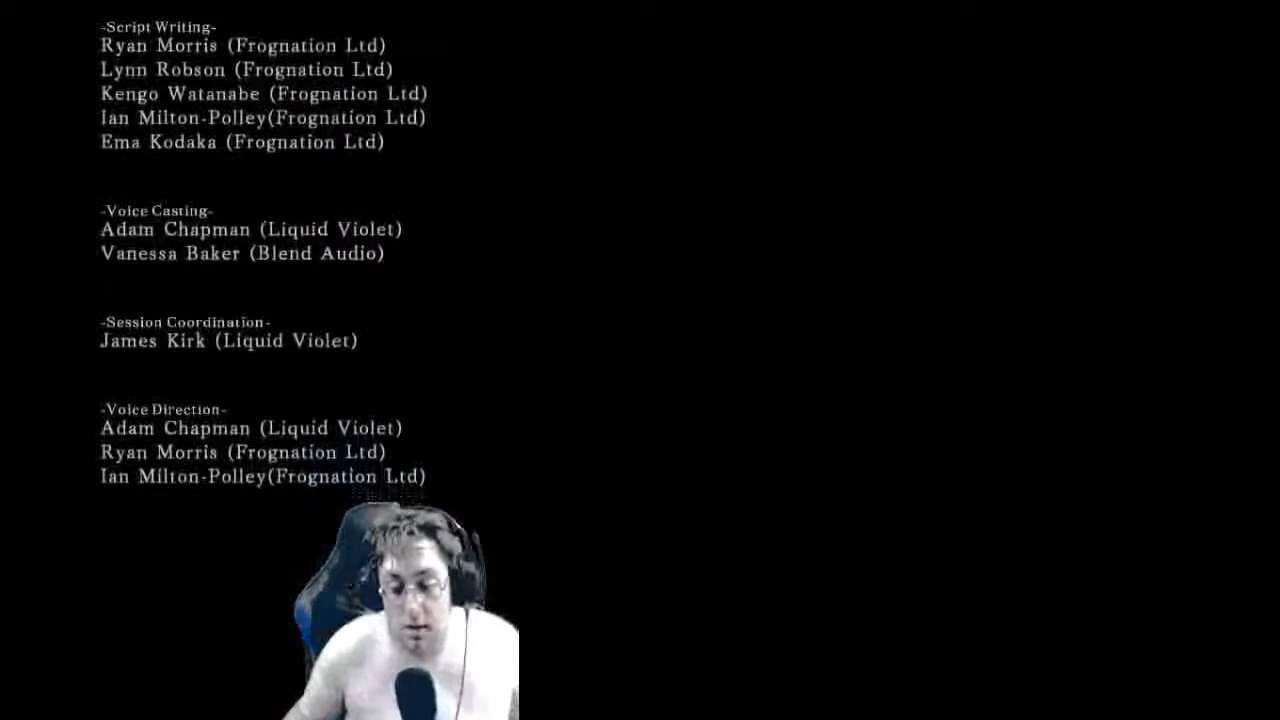 -Script Writing-
Ryan Morris (Frognation Ltd)
Lynn Robson (Frognation Ltd)
Kengo Watanabe (Frognation Ltd)
Ian Milton-Polley(Frognation Ltd)
Ema Kodaka (Frognation Ltd)
-Voice Casting-
Adam Chapman (Liquid Violet)
Vanessa Baker (Blend Audio)
-Session Coordination-
James Kirk (Liquid Violet)
-Voice Direction-
Adam Chapman (Liquid Violet)
Ryan Morris (Frognation Ltd)
Ian Milton-Polley(Frognation Ltd)